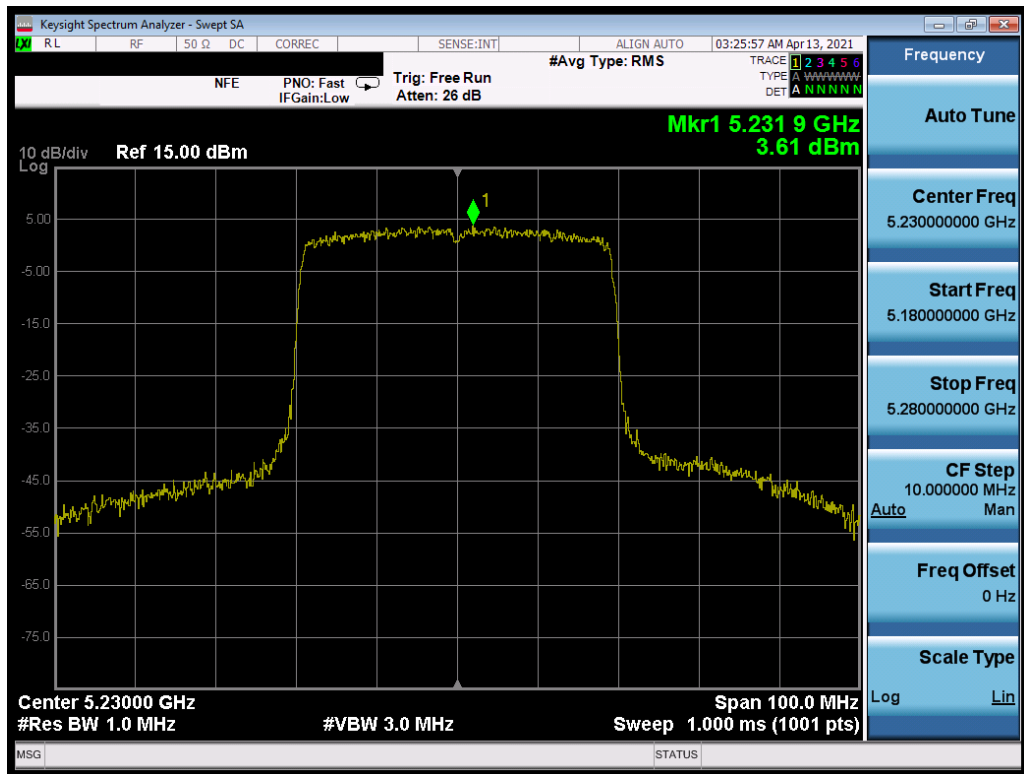 Keysight Spectrum Analyzer - Swept SA
LXI RL RF 50 Ω DC CORREC SENSE:INT ALIGN AUTO 03:25:57 AM Apr 13, 2021
NFE PNO: Fast Trig: Free Run #Avg Type: RMS TRACE 1 2 3 4 5 6
IFGain:Low Atten: 26 dB TYPE A WWWWW
DET A N N N N N
Mkr1 5.231 9 GHz
3.61 dBm
10 dB/div Ref 15.00 dBm
Log
1
5.00
-5.00
-15.0
-25.0
-35.0
-45.0
-55.0
-65.0
-75.0
Center 5.23000 GHz Span 100.0 MHz
#Res BW 1.0 MHz #VBW 3.0 MHz Sweep 1.000 ms (1001 pts)
MSG STATUS
Frequency
Auto Tune
Center Freq
5.230000000 GHz
Start Freq
5.180000000 GHz
Stop Freq
5.280000000 GHz
CF Step
10.000000 MHz
Auto Man
Freq Offset
0 Hz
Scale Type
Log Lin